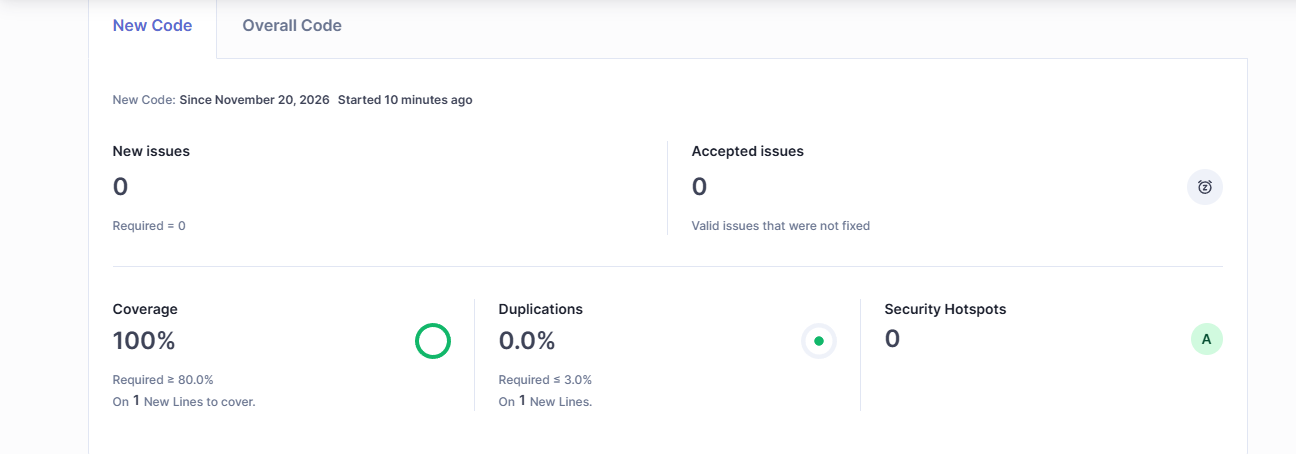 New Code Overall Code
New Code: Since November 20, 2026 Started 10 minutes ago
New issues
0
Required = 0
Accepted issues
0
z
Valid issues that were not fixed
Coverage
100%
Required ≥ 80.0%
On 1 New Lines to cover.
Duplications
0.0%
Required ≤ 3.0%
On 1 New Lines.
Security Hotspots
0
A